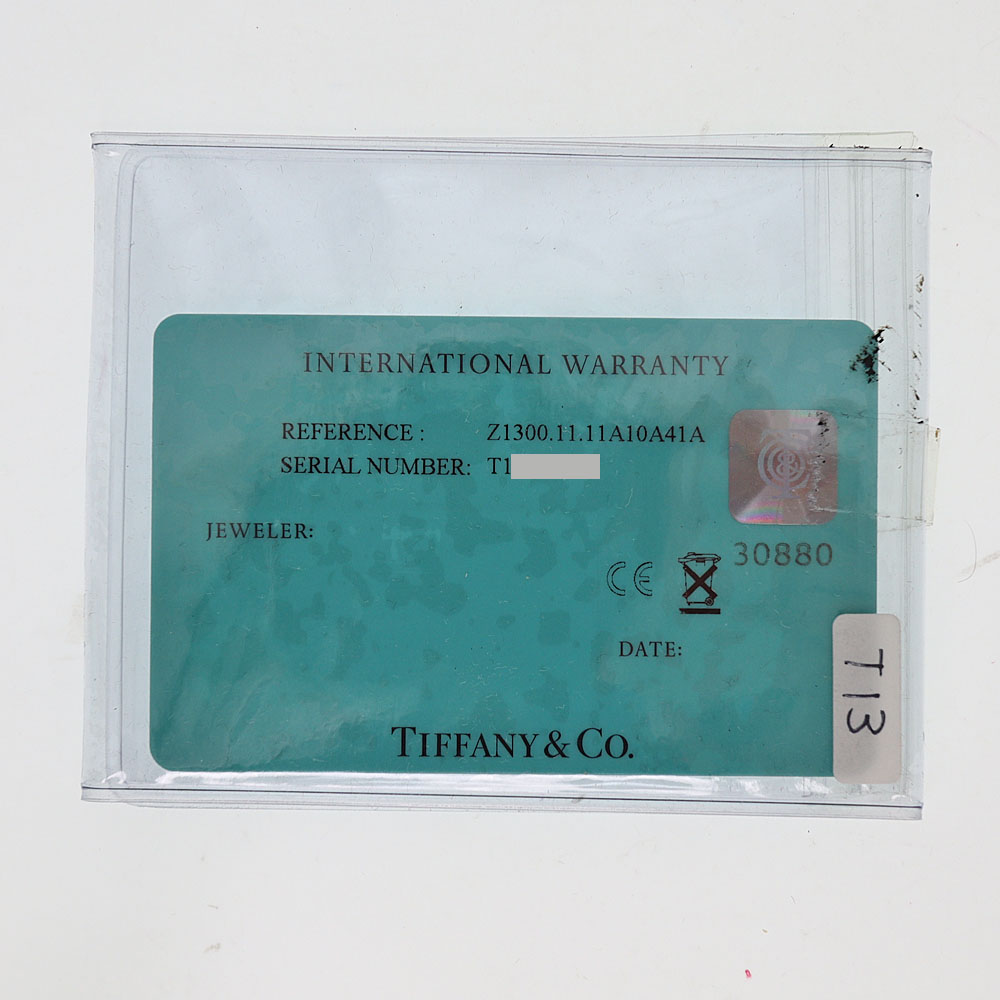 INTERNATIONAL WARRANTY
REFERENCE : Z1300.11.11A10A41A
SERIAL NUMBER: T1
JEWELER:
30880
CE
DATE:
T13
TIFFANY & CO.